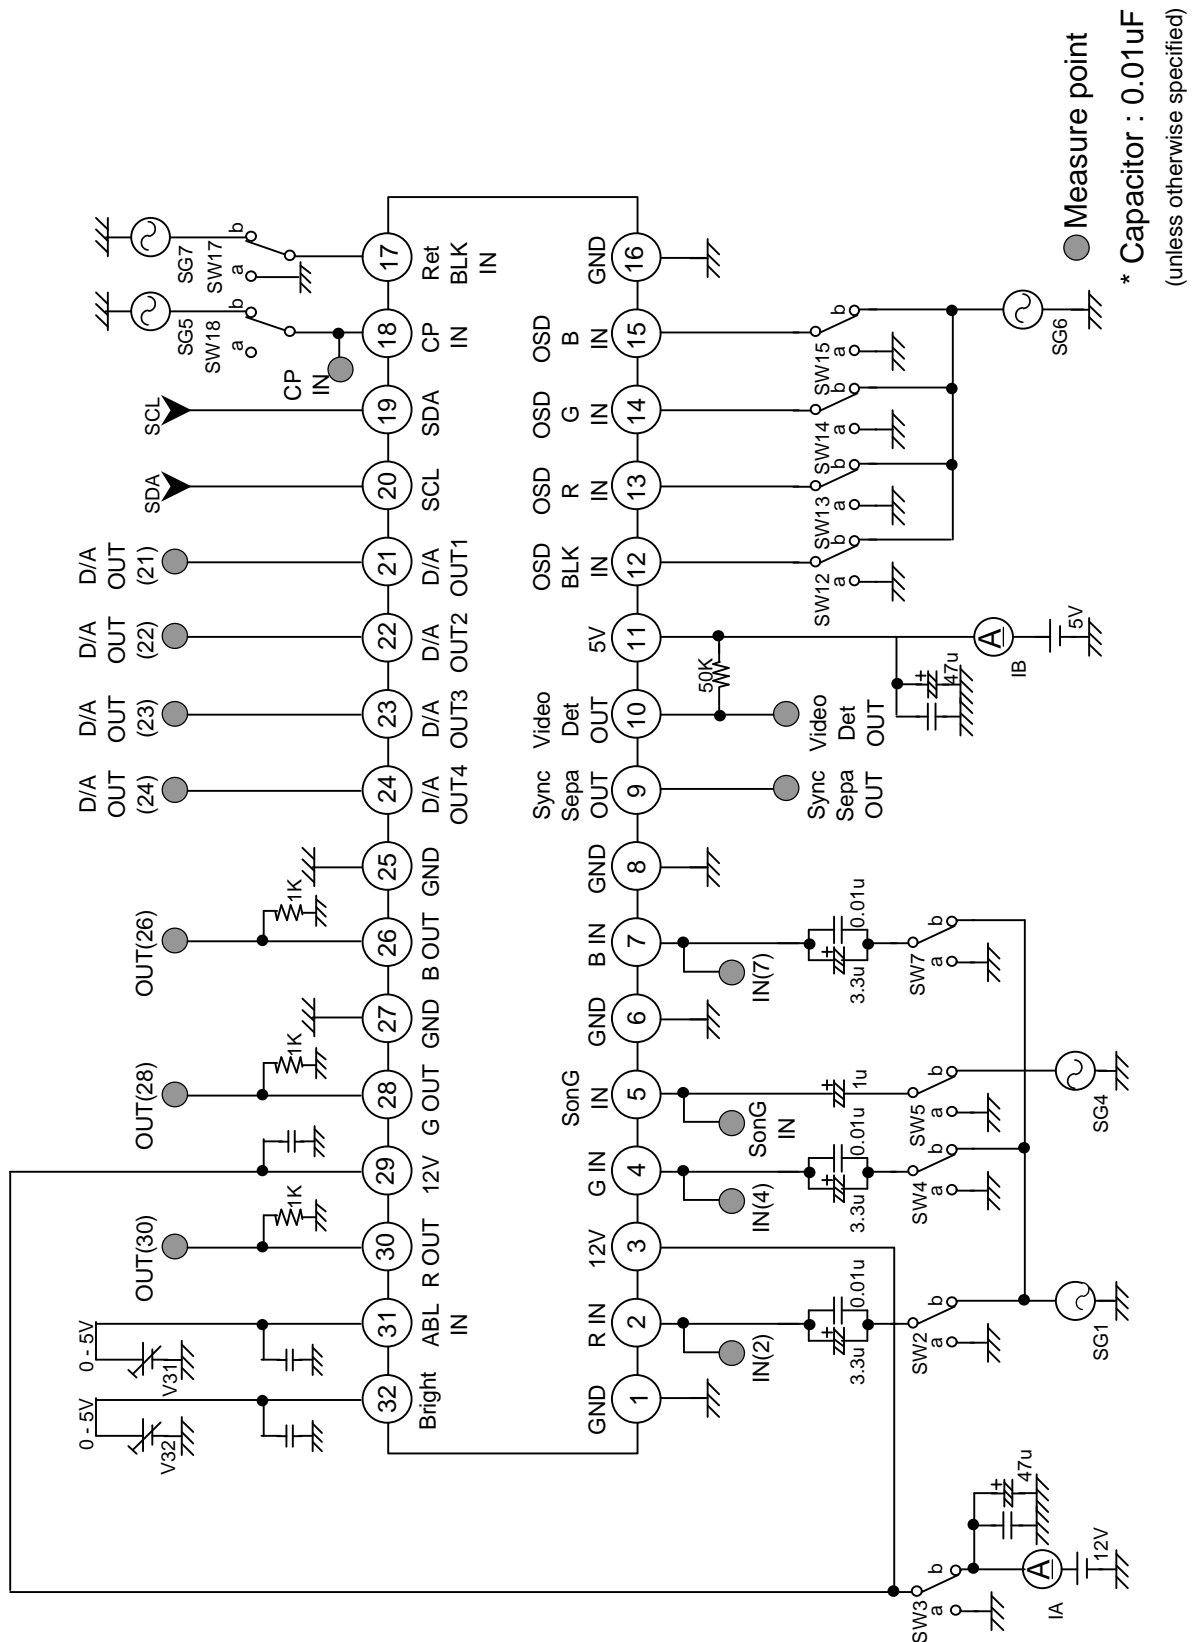 SCL
SDA
D/A
OUT
(21)
D/A
OUT
(22)
D/A
OUT
(23)
D/A
OUT
(24)
OUT(26)
OUT(28)
OUT(30)
0 - 5V
V31
0 - 5V
V32
SG7
SW17
a
b
SG5
SW18
a
b
CP
IN
1K
1K
1K
32
31
30
29
28
27
26
25
24
23
22
21
20
19
18
17
Bright
ABL
IN
R OUT
12V
G OUT
GND
B OUT
GND
D/A
OUT4
D/A
OUT3
D/A
OUT2
D/A
OUT1
SCL
SDA
CP
IN
Ret
BLK
IN
GND
R IN
12V
G IN
SonG
IN
GND
B IN
GND
Sync
Sepa
OUT
Video
Det
OUT
5V
OSD
BLK
IN
OSD
R
IN
OSD
G
IN
OSD
B
IN
GND
1
2
3
4
5
6
7
8
9
10
11
12
13
14
15
16
IN(2)
IN(4)
SonG
IN
IN(7)
Sync
Sepa
OUT
Video
Det
OUT
50K
3.3u
+
0.01u
3.3u
+
0.01u
+
1u
3.3u
+
0.01u
SW3
a
b
SW2
a
b
SW4
a
b
SW5
a
b
SW7
a
b
SW12
a
b
SW13
a
b
SW14
a
b
SW15
a
b
+
47u
+
47u
IA
A
12V
SG1
SG4
IB
A
5V
SG6
Measure point
* Capacitor : 0.01uF
(unless otherwise specified)